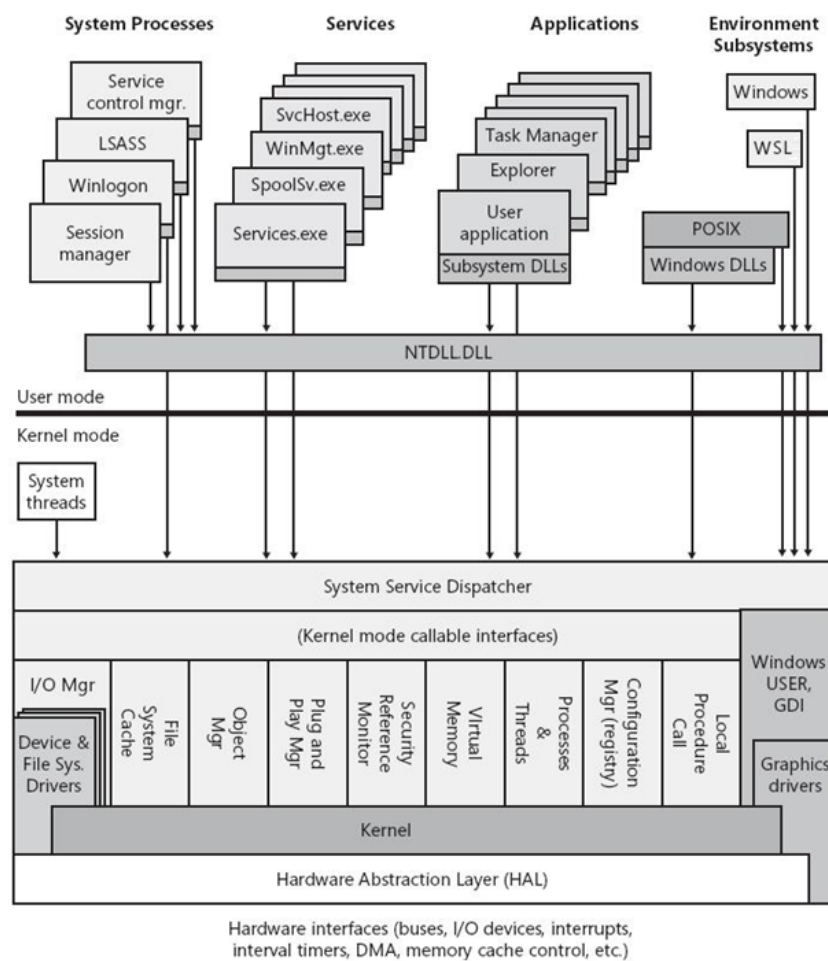 System Processes
Services
Applications
Environment
Subsystems
Service
control mgr.
LSASS
Winlogon
Session
manager
SvcHost.exe
WinMgt.exe
SpoolSv.exe
Services.exe
Task Manager
Explorer
User
application
Subsystem DLLs
Windows
WSL
POSIX
Windows DLLs
NTDLL.DLL
User mode
Kernel mode
System
threads
System Service Dispatcher
(Kernel mode callable interfaces)
I/O Mgr
Device &
File Sys.
Drivers
File
System
Cache
Object
Mgr
Plug and
Play Mgr
Security
Reference
Monitor
VIrtual
Memory
Processes
&
Threads
Configuration
Mgr (registry)
Local
Procedure
Call
Windows
USER,
GDI
Graphics
drivers
Kernel
Hardware Abstraction Layer (HAL)
Hardware interfaces (buses, I/O devices, interrupts,
interval timers, DMA, memory cache control, etc.)